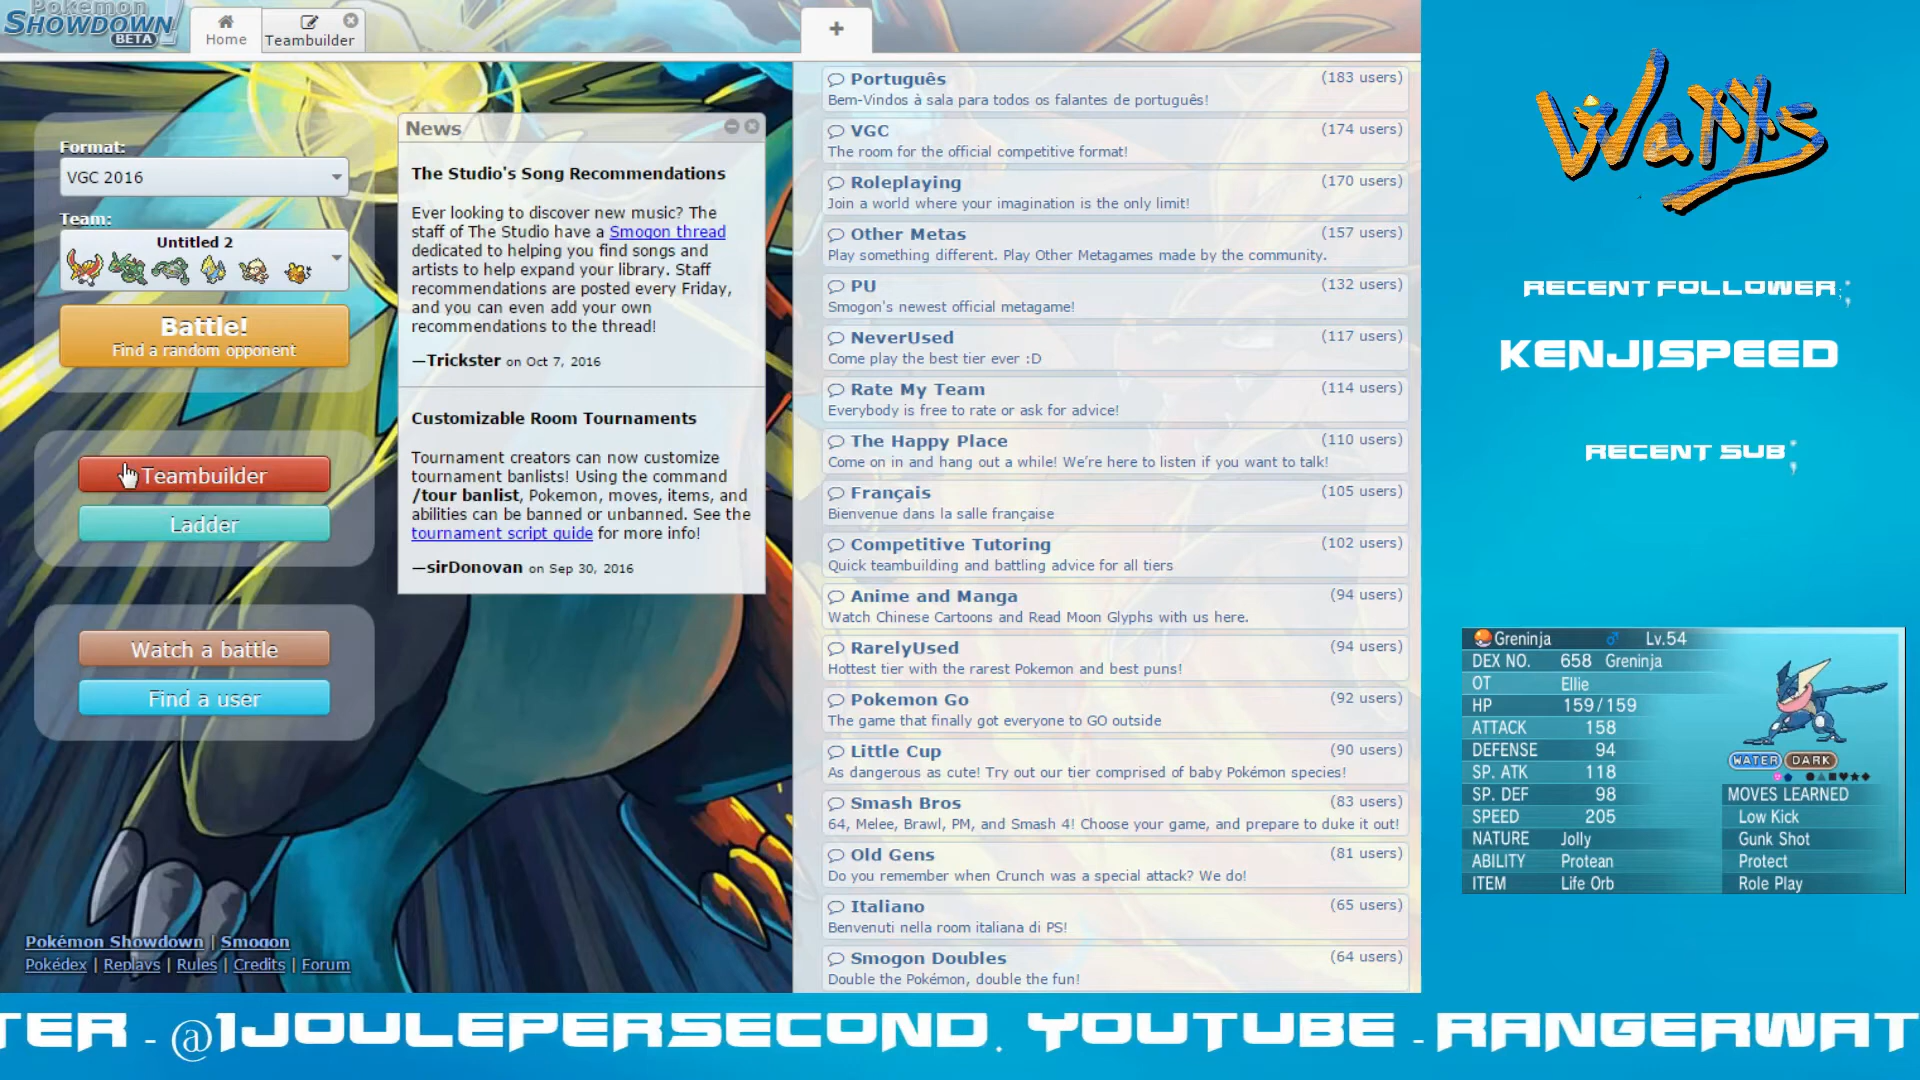 Pokémon
SHOWDOWN
BETA
Home
Teambuilder
+
Format:
VGC 2016
Team:
Untitled 2
Battle!
Find a random opponent
Teambuilder
Ladder
Watch a battle
Find a user
Pokémon Showdown | Smogon
Pokédex | Replays | Rules | Credits | Forum
News
The Studio's Song Recommendations
Ever looking to discover new music? The
staff of The Studio have a Smogon thread
dedicated to helping you find songs and
artists to help expand your library. Staff
recommendations are posted every Friday,
and you can even add your own
recommendations to the thread!
—Trickster on Oct 7, 2016
Customizable Room Tournaments
Tournament creators can now customize
tournament banlists! Using the command
/tour banlist, Pokemon, moves, items, and
abilities can be banned or unbanned. See the
tournament script guide for more info!
—sirDonovan on Sep 30, 2016
Português (183 users)
Bem-Vindos à sala para todos os falantes de português!
VGC (174 users)
The room for the official competitive format!
Roleplaying (170 users)
Join a world where your imagination is the only limit!
Other Metas (157 users)
Play something different. Play Other Metagames made by the community.
PU (132 users)
Smogon's newest official metagame!
NeverUsed (117 users)
Come play the best tier ever :D
Rate My Team (114 users)
Everybody is free to rate or ask for advice!
The Happy Place (110 users)
Come on in and hang out a while! We're here to listen if you want to talk!
Français (105 users)
Bienvenue dans la salle française
Competitive Tutoring (102 users)
Quick teambuilding and battling advice for all tiers
Anime and Manga (94 users)
Watch Chinese Cartoons and Read Moon Glyphs with us here.
RarelyUsed (94 users)
Hottest tier with the rarest Pokemon and best puns!
Pokemon Go (92 users)
The game that finally got everyone to GO outside
Little Cup (90 users)
As dangerous as cute! Try out our tier comprised of baby Pokémon species!
Smash Bros (83 users)
64, Melee, Brawl, PM, and Smash 4! Choose your game, and prepare to duke it out!
Old Gens (81 users)
Do you remember when Crunch was a special attack? We do!
Italiano (65 users)
Benvenuti nella room italiana di PS!
Smogon Doubles (64 users)
Double the Pokémon, double the fun!
Watts
RECENT FOLLOWER:
KENJISPEED
RECENT SUB:
Greninja ♂ Lv.54
DEX NO. 658 Greninja
OT Ellie
HP 159/159
ATTACK 158
DEFENSE 94
SP. ATK 118
SP. DEF 98
SPEED 205
NATURE Jolly
ABILITY Protean
ITEM Life Orb
WATER DARK
MOVES LEARNED
Low Kick
Gunk Shot
Protect
Role Play
TER - @1JOULEPERSECOND. YOUTUBE - RANGERWAT